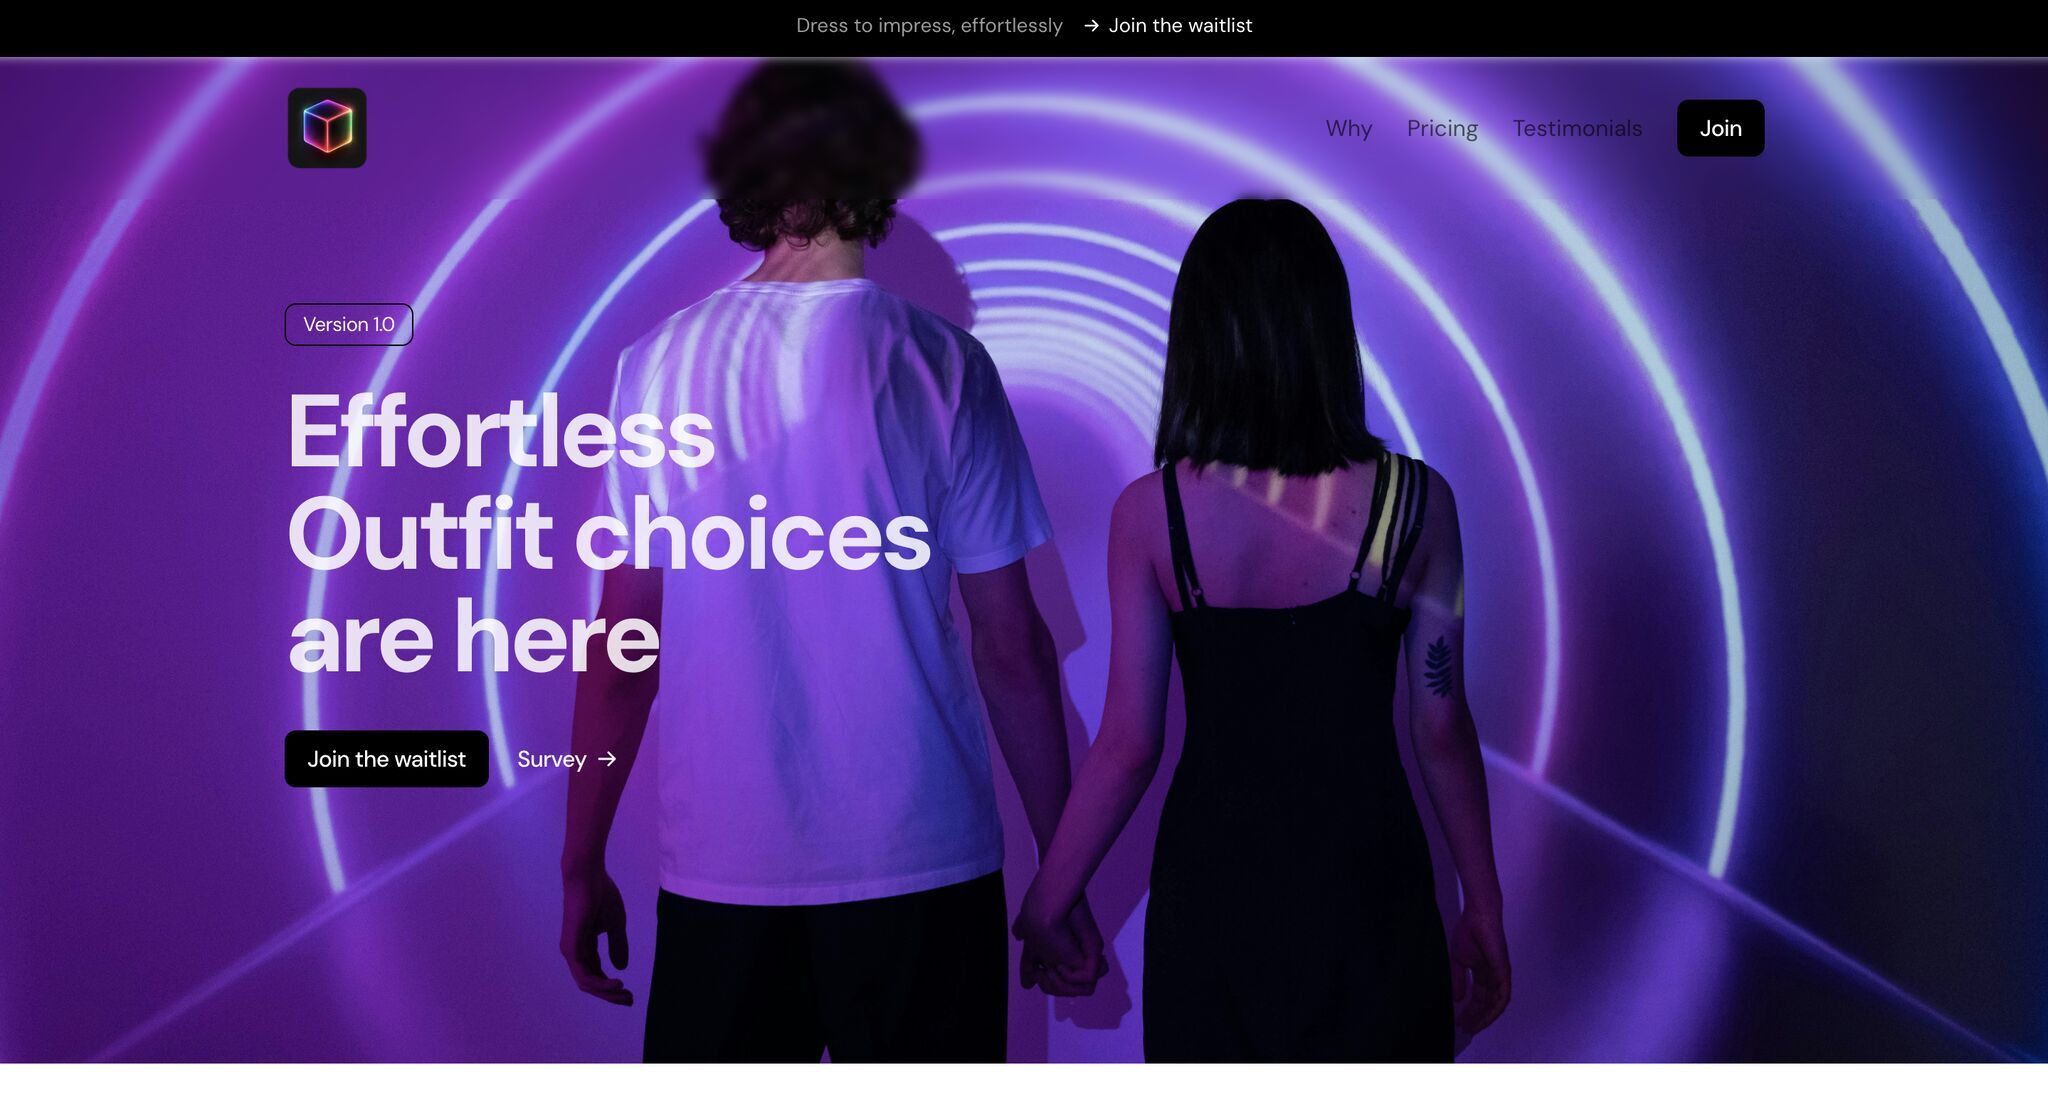 Dress to impress, effortlessly → Join the waitlist
Why Pricing Testimonials Join
Version 1.0
Effortless
Outfit choices
are here
Join the waitlist Survey →